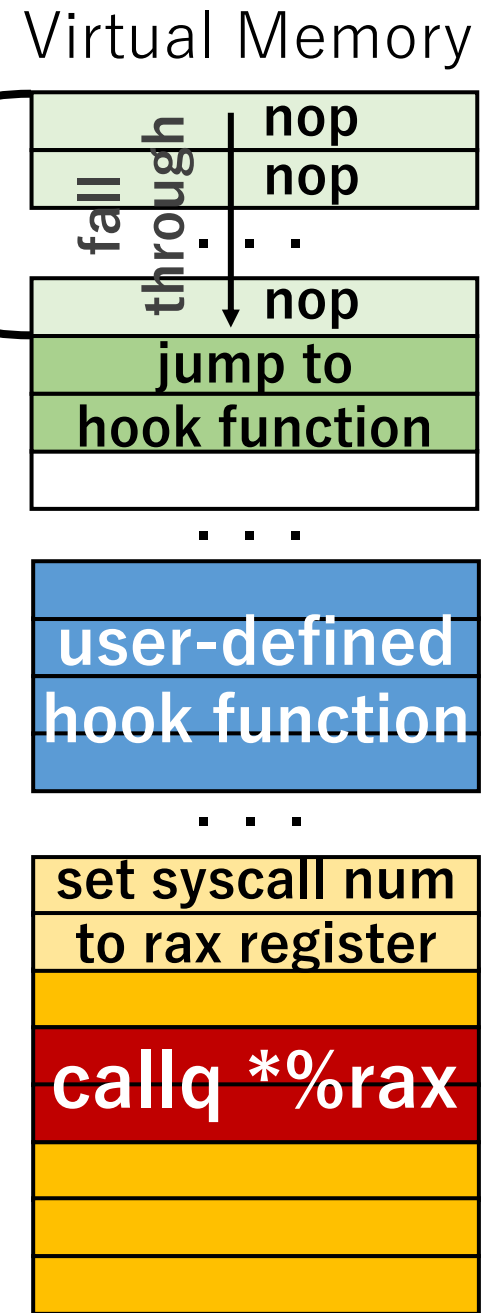 Virtual Memory
nop
nop
fall
through
. . .
nop
jump to
hook function
. . .
user-defined
hook function
. . .
set syscall num
to rax register
callq *%rax